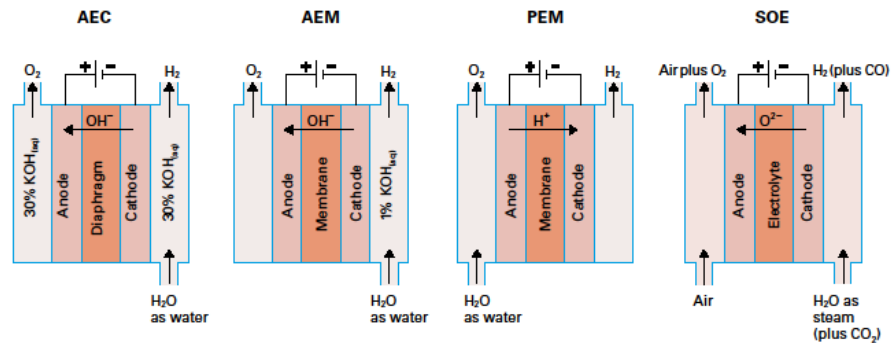 AEC
O₂
+ −
H₂
OH⁻
30% KOH(aq)
Anode
Diaphragm
Cathode
30% KOH(aq)
H₂O
as water
AEM
O₂
+ −
H₂
OH⁻
Anode
Membrane
Cathode
1% KOH(aq)
H₂O
as water
PEM
O₂
+ −
H₂
H⁺
Anode
Membrane
Cathode
H₂O
as water
SOE
Air plus O₂
+ −
H₂ (plus CO)
O²⁻
Anode
Electrolyte
Cathode
Air
H₂O as
steam
(plus CO₂)